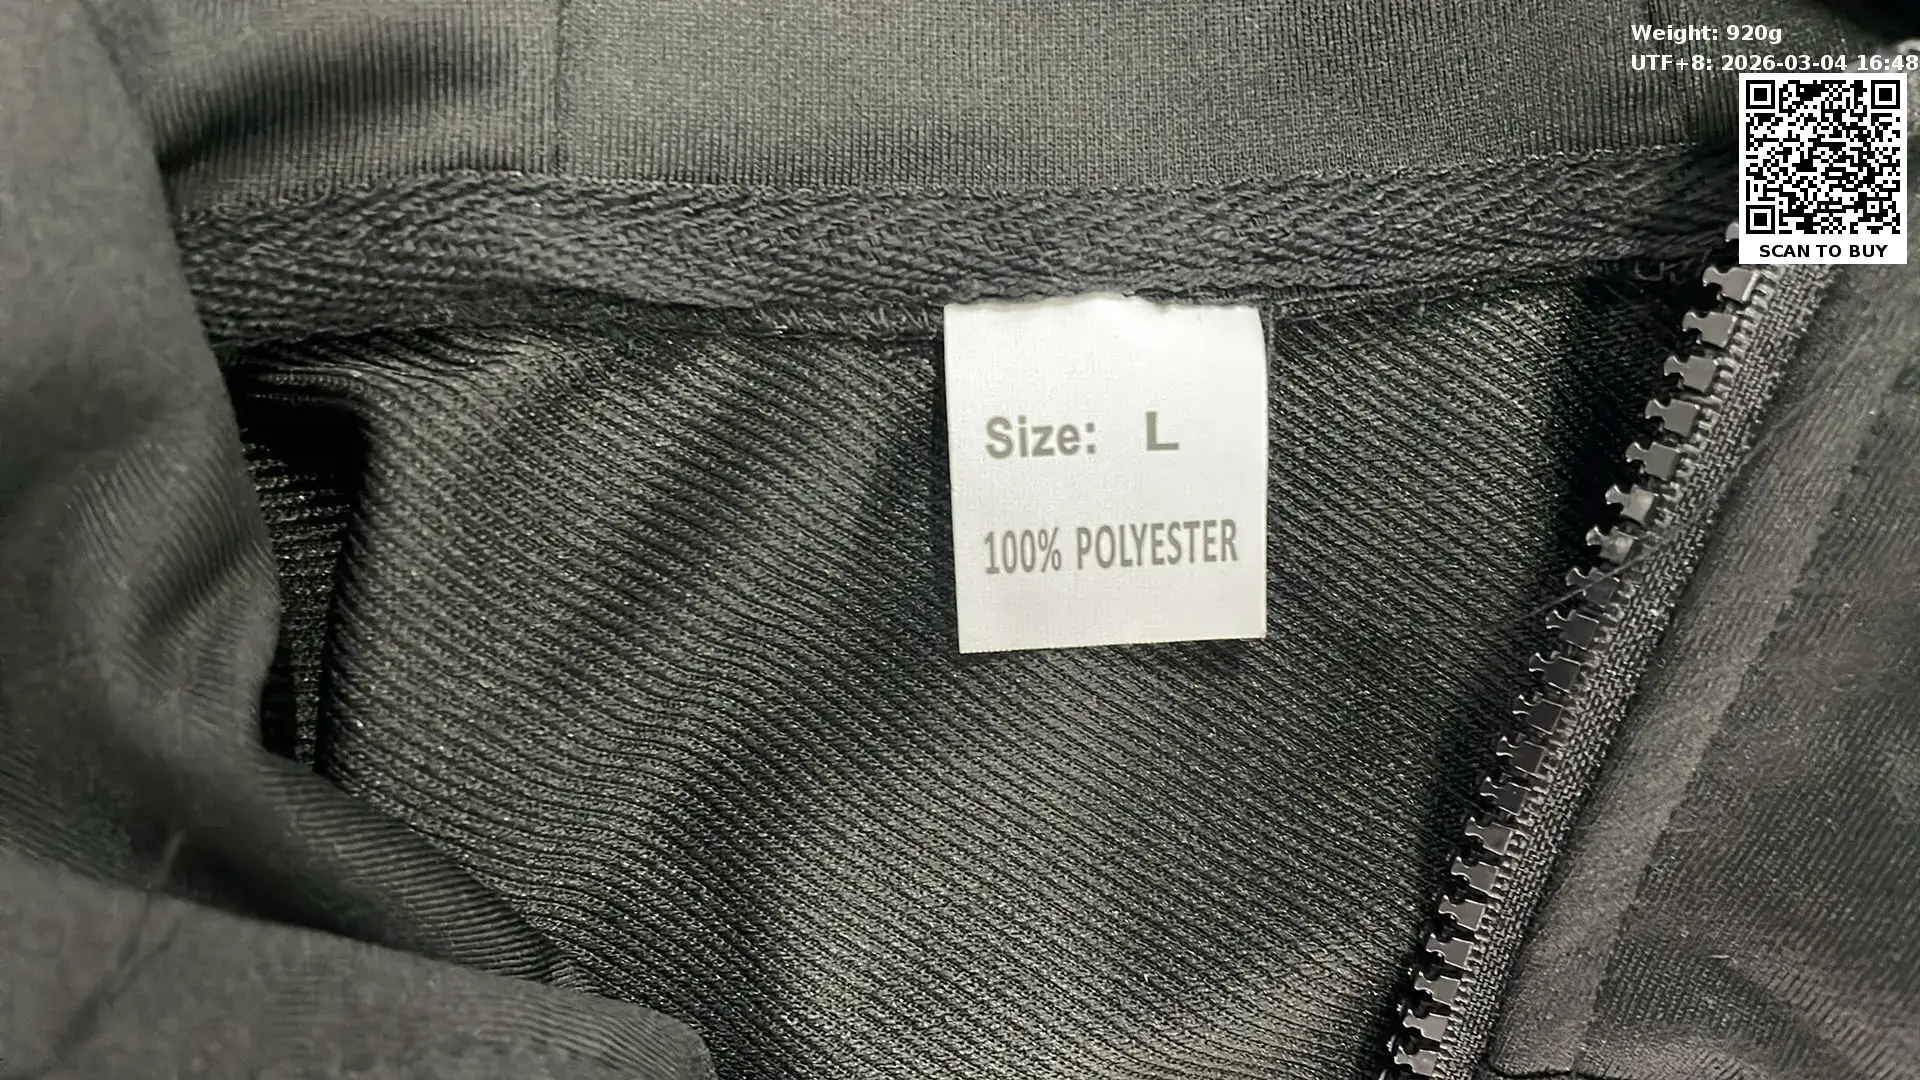 Weight: 920g
UTF+8: 2026-03-04 16:48
SCAN TO BUY
Size: L
100% POLYESTER